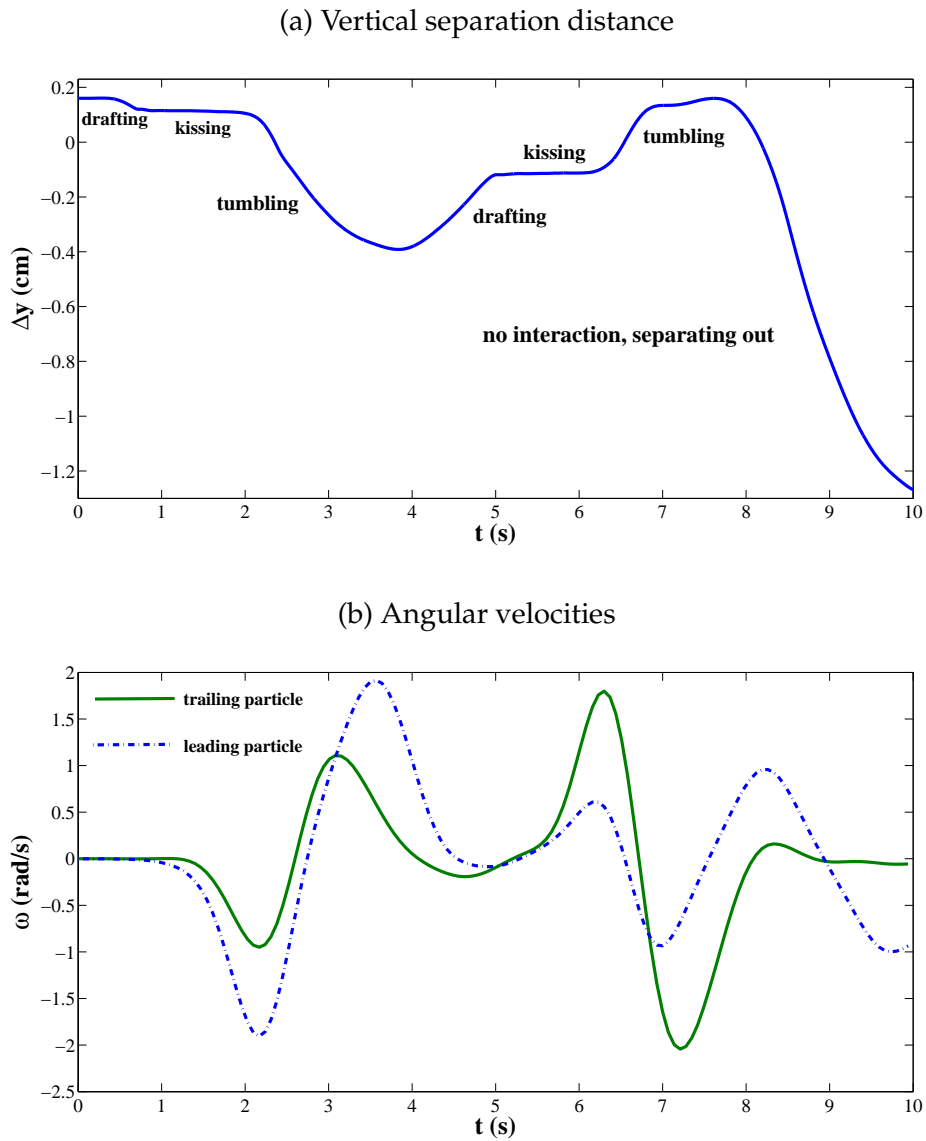 (a) Vertical separation distance
0.2
0
−0.2
−0.4
−0.6
−0.8
−1
−1.2
Δy (cm)
drafting
kissing
tumbling
drafting
kissing
tumbling
no interaction, separating out
0 1 2 3 4 5 6 7 8 9 10
t (s)
(b) Angular velocities
2
1.5
1
0.5
0
−0.5
−1
−1.5
−2
−2.5
ω (rad/s)
trailing particle
leading particle
0 1 2 3 4 5 6 7 8 9 10
t (s)